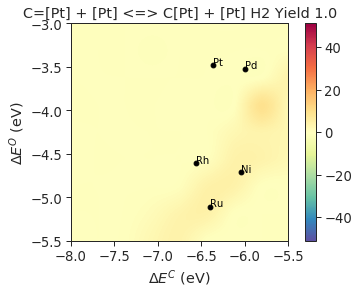 C=[Pt] + [Pt] <=> C[Pt] + [Pt] H2 Yield 1.0
−3.0
−3.5
−4.0
−4.5
−5.0
−5.5
ΔE^O (eV)
Pt
Pd
Rh
Ni
Ru
−8.0 −7.5 −7.0 −6.5 −6.0 −5.5
ΔE^C (eV)
40
20
0
−20
−40